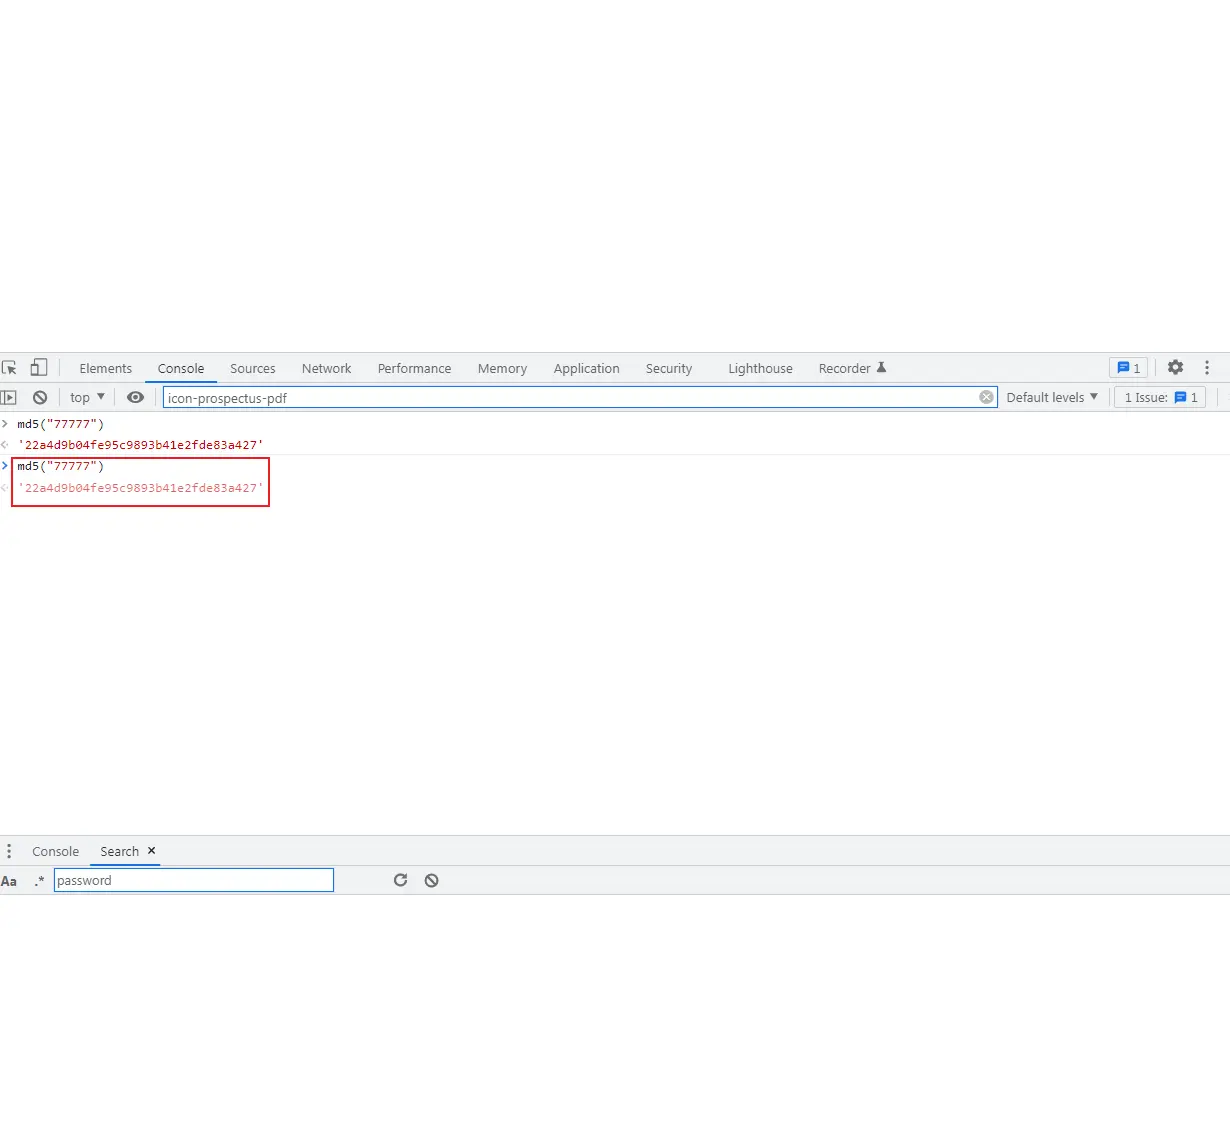 Elements Console Sources Network Performance Memory Application Security Lighthouse Recorder 1
top icon-prospectus-pdf Default levels 1 Issue: 1
md5("77777")
'22a4d9b04fe95c9893b41e2fde83a427'
md5("77777")
'22a4d9b04fe95c9893b41e2fde83a427'
Console Search
Aa .* password